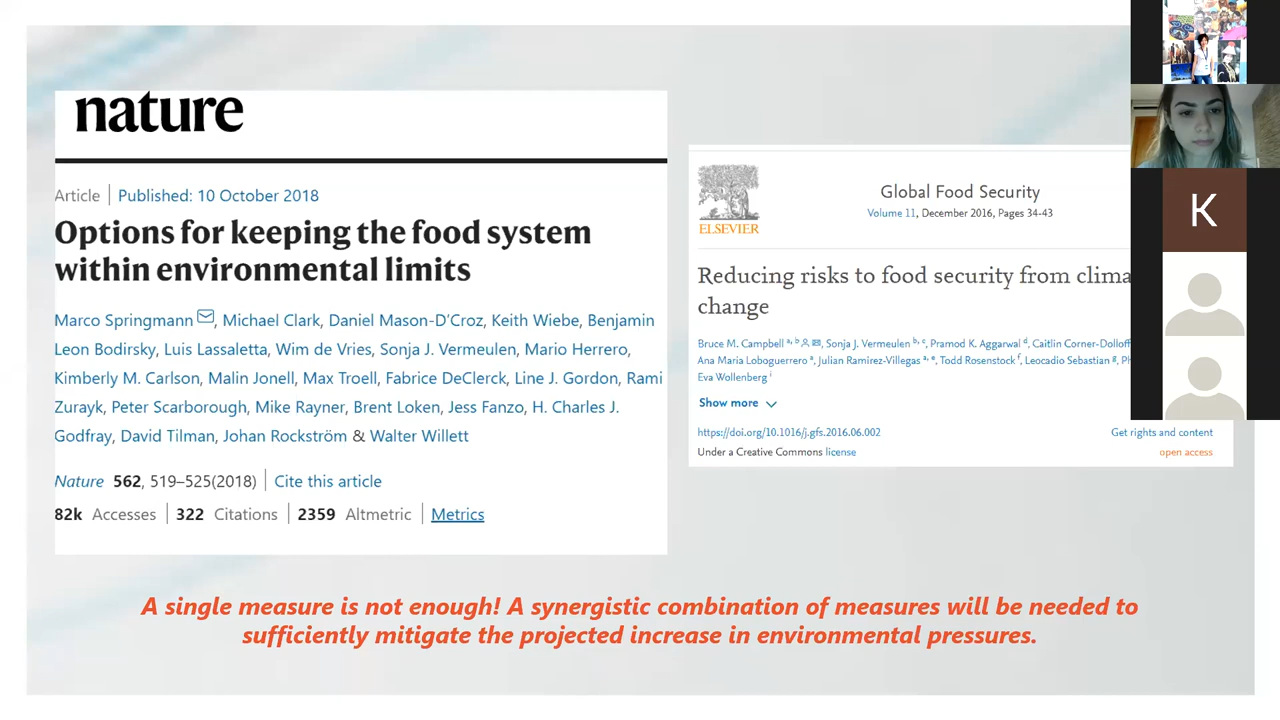 nature
Article | Published: 10 October 2018
Options for keeping the food system
within environmental limits
Marco Springmann, Michael Clark, Daniel Mason-D'Croz, Keith Wiebe, Benjamin
Leon Bodirsky, Luis Lassaletta, Wim de Vries, Sonja J. Vermeulen, Mario Herrero,
Kimberly M. Carlson, Malin Jonell, Max Troell, Fabrice DeClerck, Line J. Gordon, Rami
Zurayk, Peter Scarborough, Mike Rayner, Brent Loken, Jess Fanzo, H. Charles J.
Godfray, David Tilman, Johan Rockström & Walter Willett
Nature 562, 519–525(2018) | Cite this article
82k Accesses | 322 Citations | 2359 Altmetric | Metrics
ELSEVIER
Global Food Security
Volume 11, December 2016, Pages 34-43
Reducing risks to food security from clima
change
Bruce M. Campbell a, b, Sonja J. Vermeulen b, c, Pramod K. Aggarwal d, Caitlin Corner-Dolloff
Ana Maria Loboguerrero a, Julian Ramirez-Villegas a, e, Todd Rosenstock f, Leocadio Sebastian g, Ph
Eva Wollenberg i
Show more
https://doi.org/10.1016/j.gfs.2016.06.002
Get rights and content
Under a Creative Commons license
open access
K
A single measure is not enough! A synergistic combination of measures will be needed to
sufficiently mitigate the projected increase in environmental pressures.